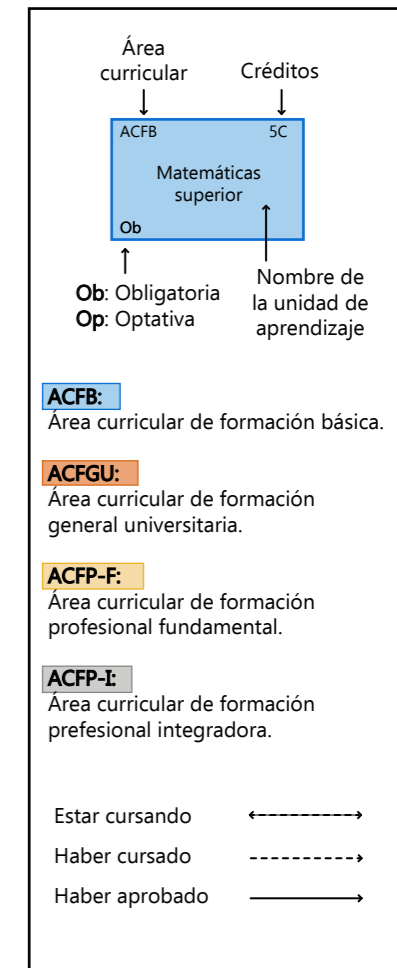 Área
curricular
Créditos
ACFB 5C
Matemáticas
superior
Ob
Ob: Obligatoria
Op: Optativa
Nombre de
la unidad de
aprendizaje
ACFB:
Área curricular de formación básica.
ACFGU:
Área curricular de formación
general universitaria.
ACFP-F:
Área curricular de formación
profesional fundamental.
ACFP-I:
Área curricular de formación
prefesional integradora.
Estar cursando
Haber cursado
Haber aprobado